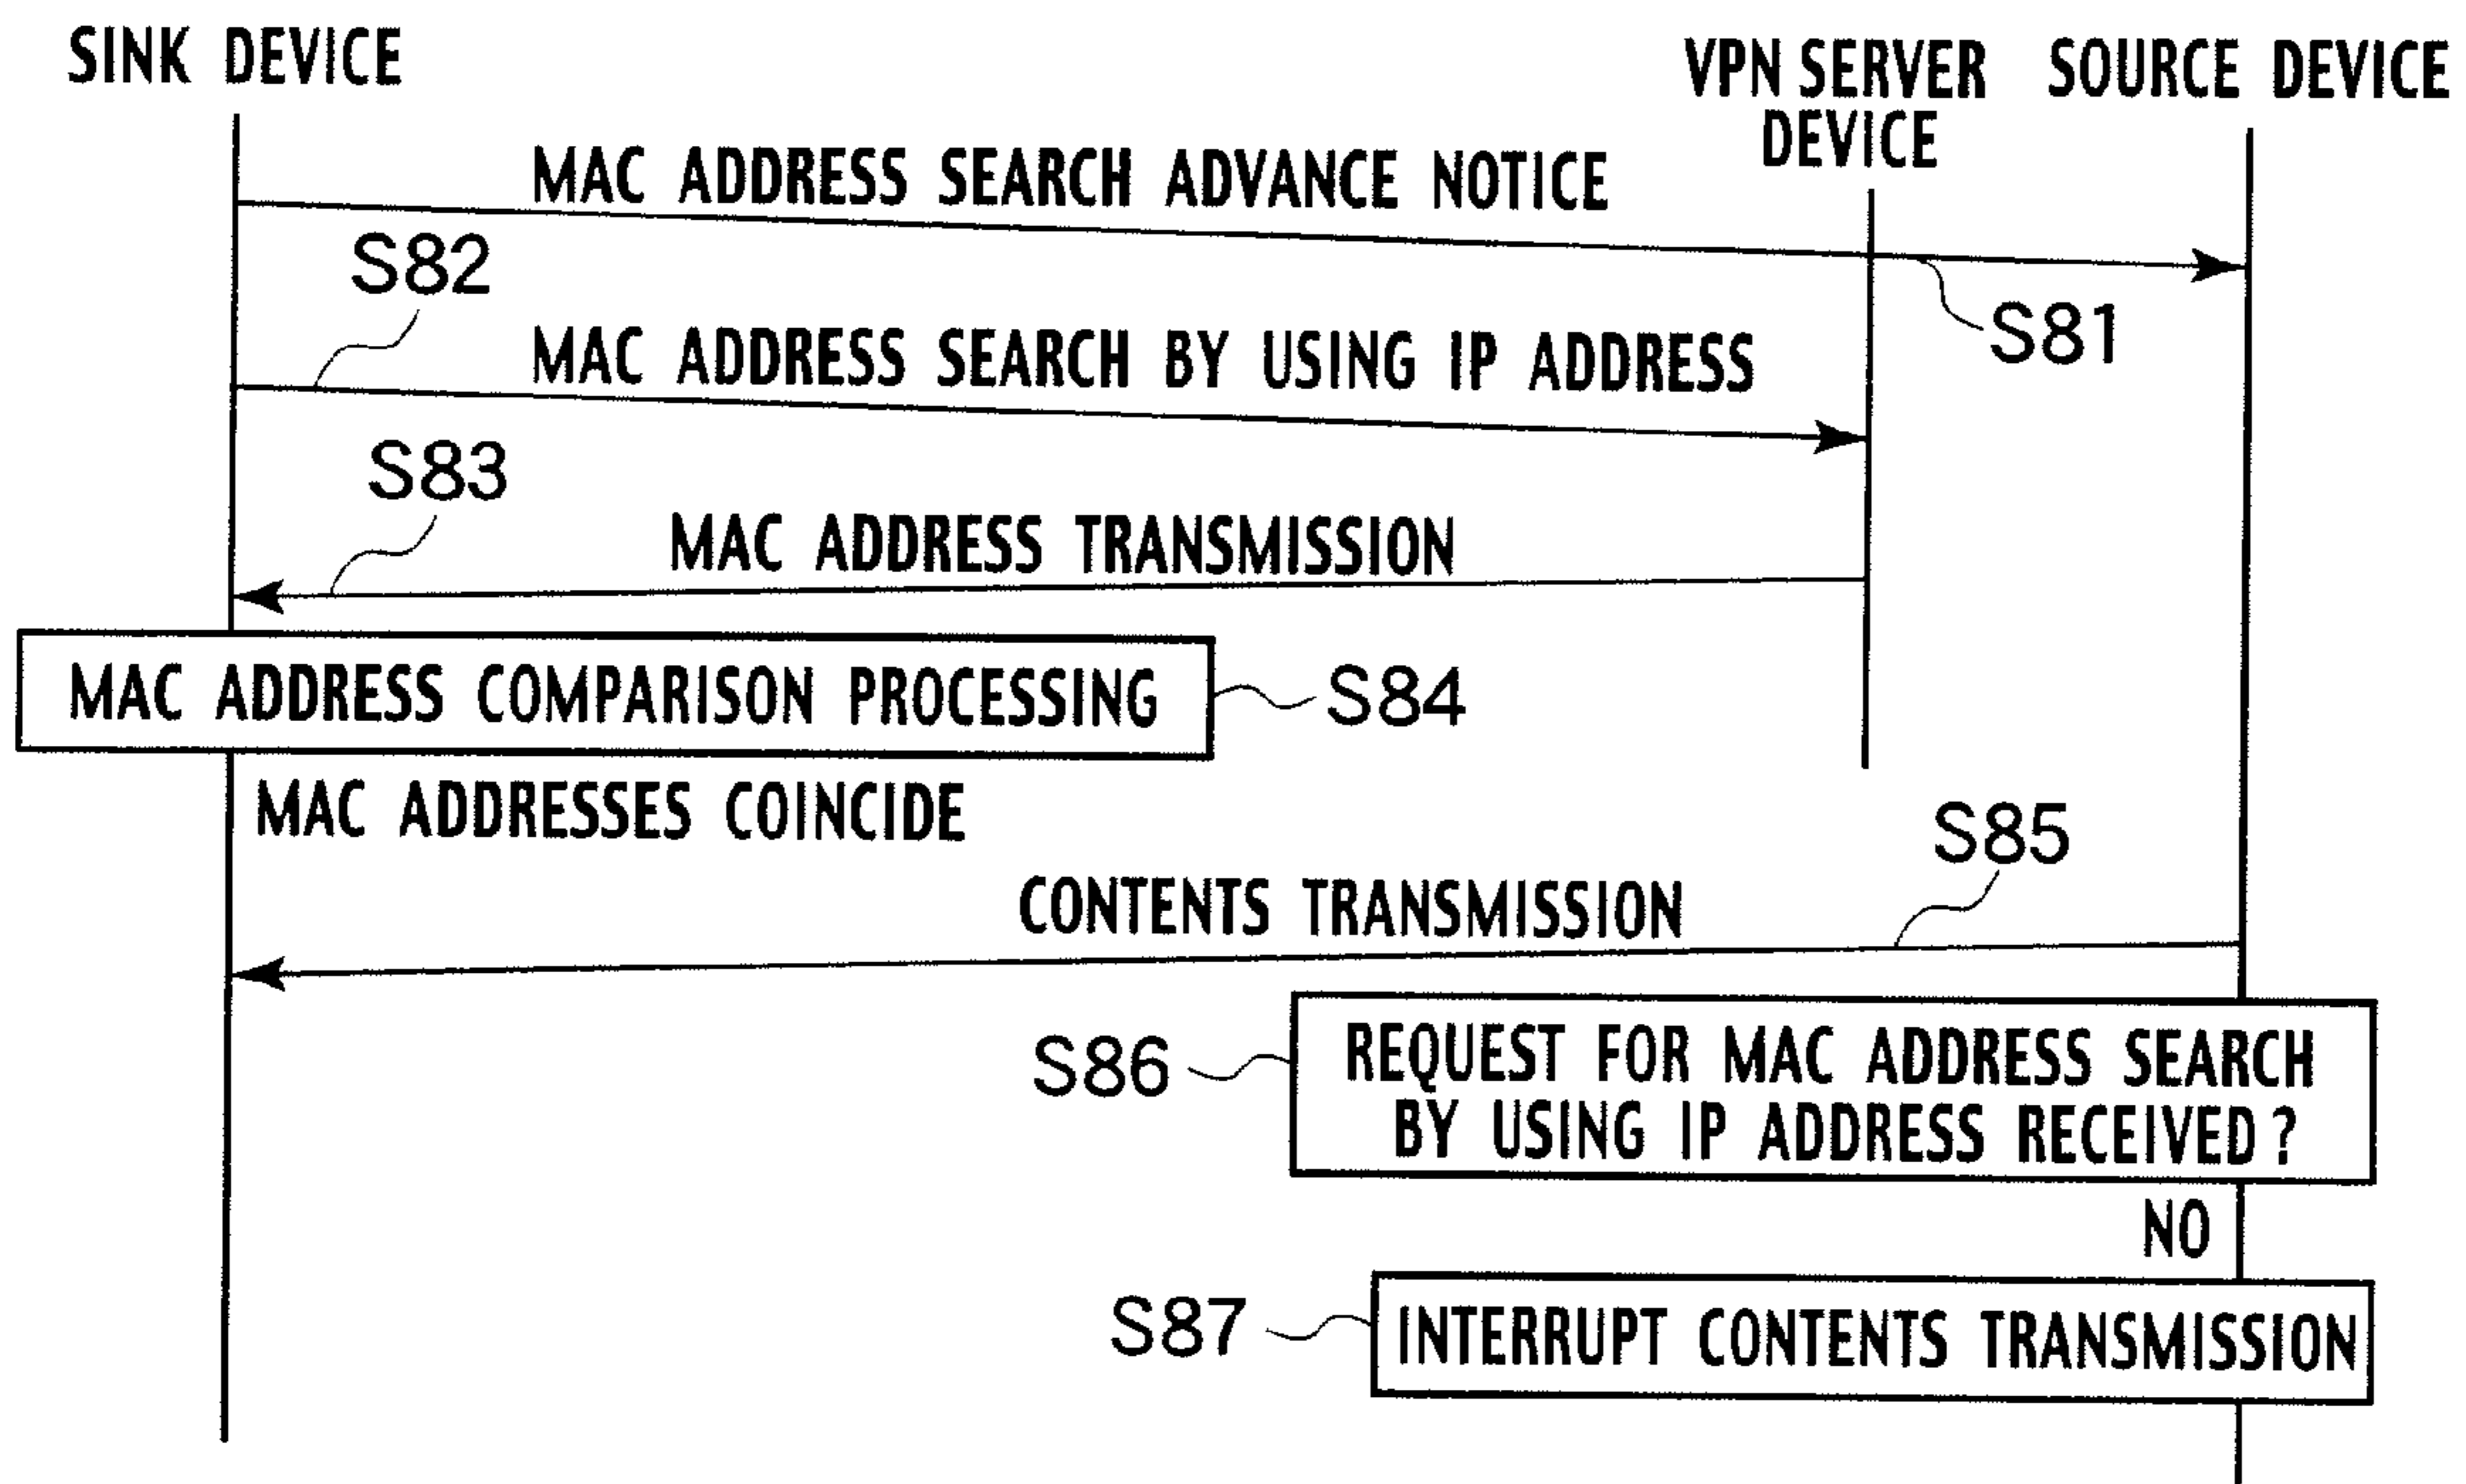 SINK DEVICE
VPN SERVER DEVICE
SOURCE DEVICE
MAC ADDRESS SEARCH ADVANCE NOTICE
S81
S82
MAC ADDRESS SEARCH BY USING IP ADDRESS
S83
MAC ADDRESS TRANSMISSION
MAC ADDRESS COMPARISON PROCESSING
S84
MAC ADDRESSES COINCIDE
S85
CONTENTS TRANSMISSION
S86
REQUEST FOR MAC ADDRESS SEARCH
BY USING IP ADDRESS RECEIVED?
NO
S87
INTERRUPT CONTENTS TRANSMISSION